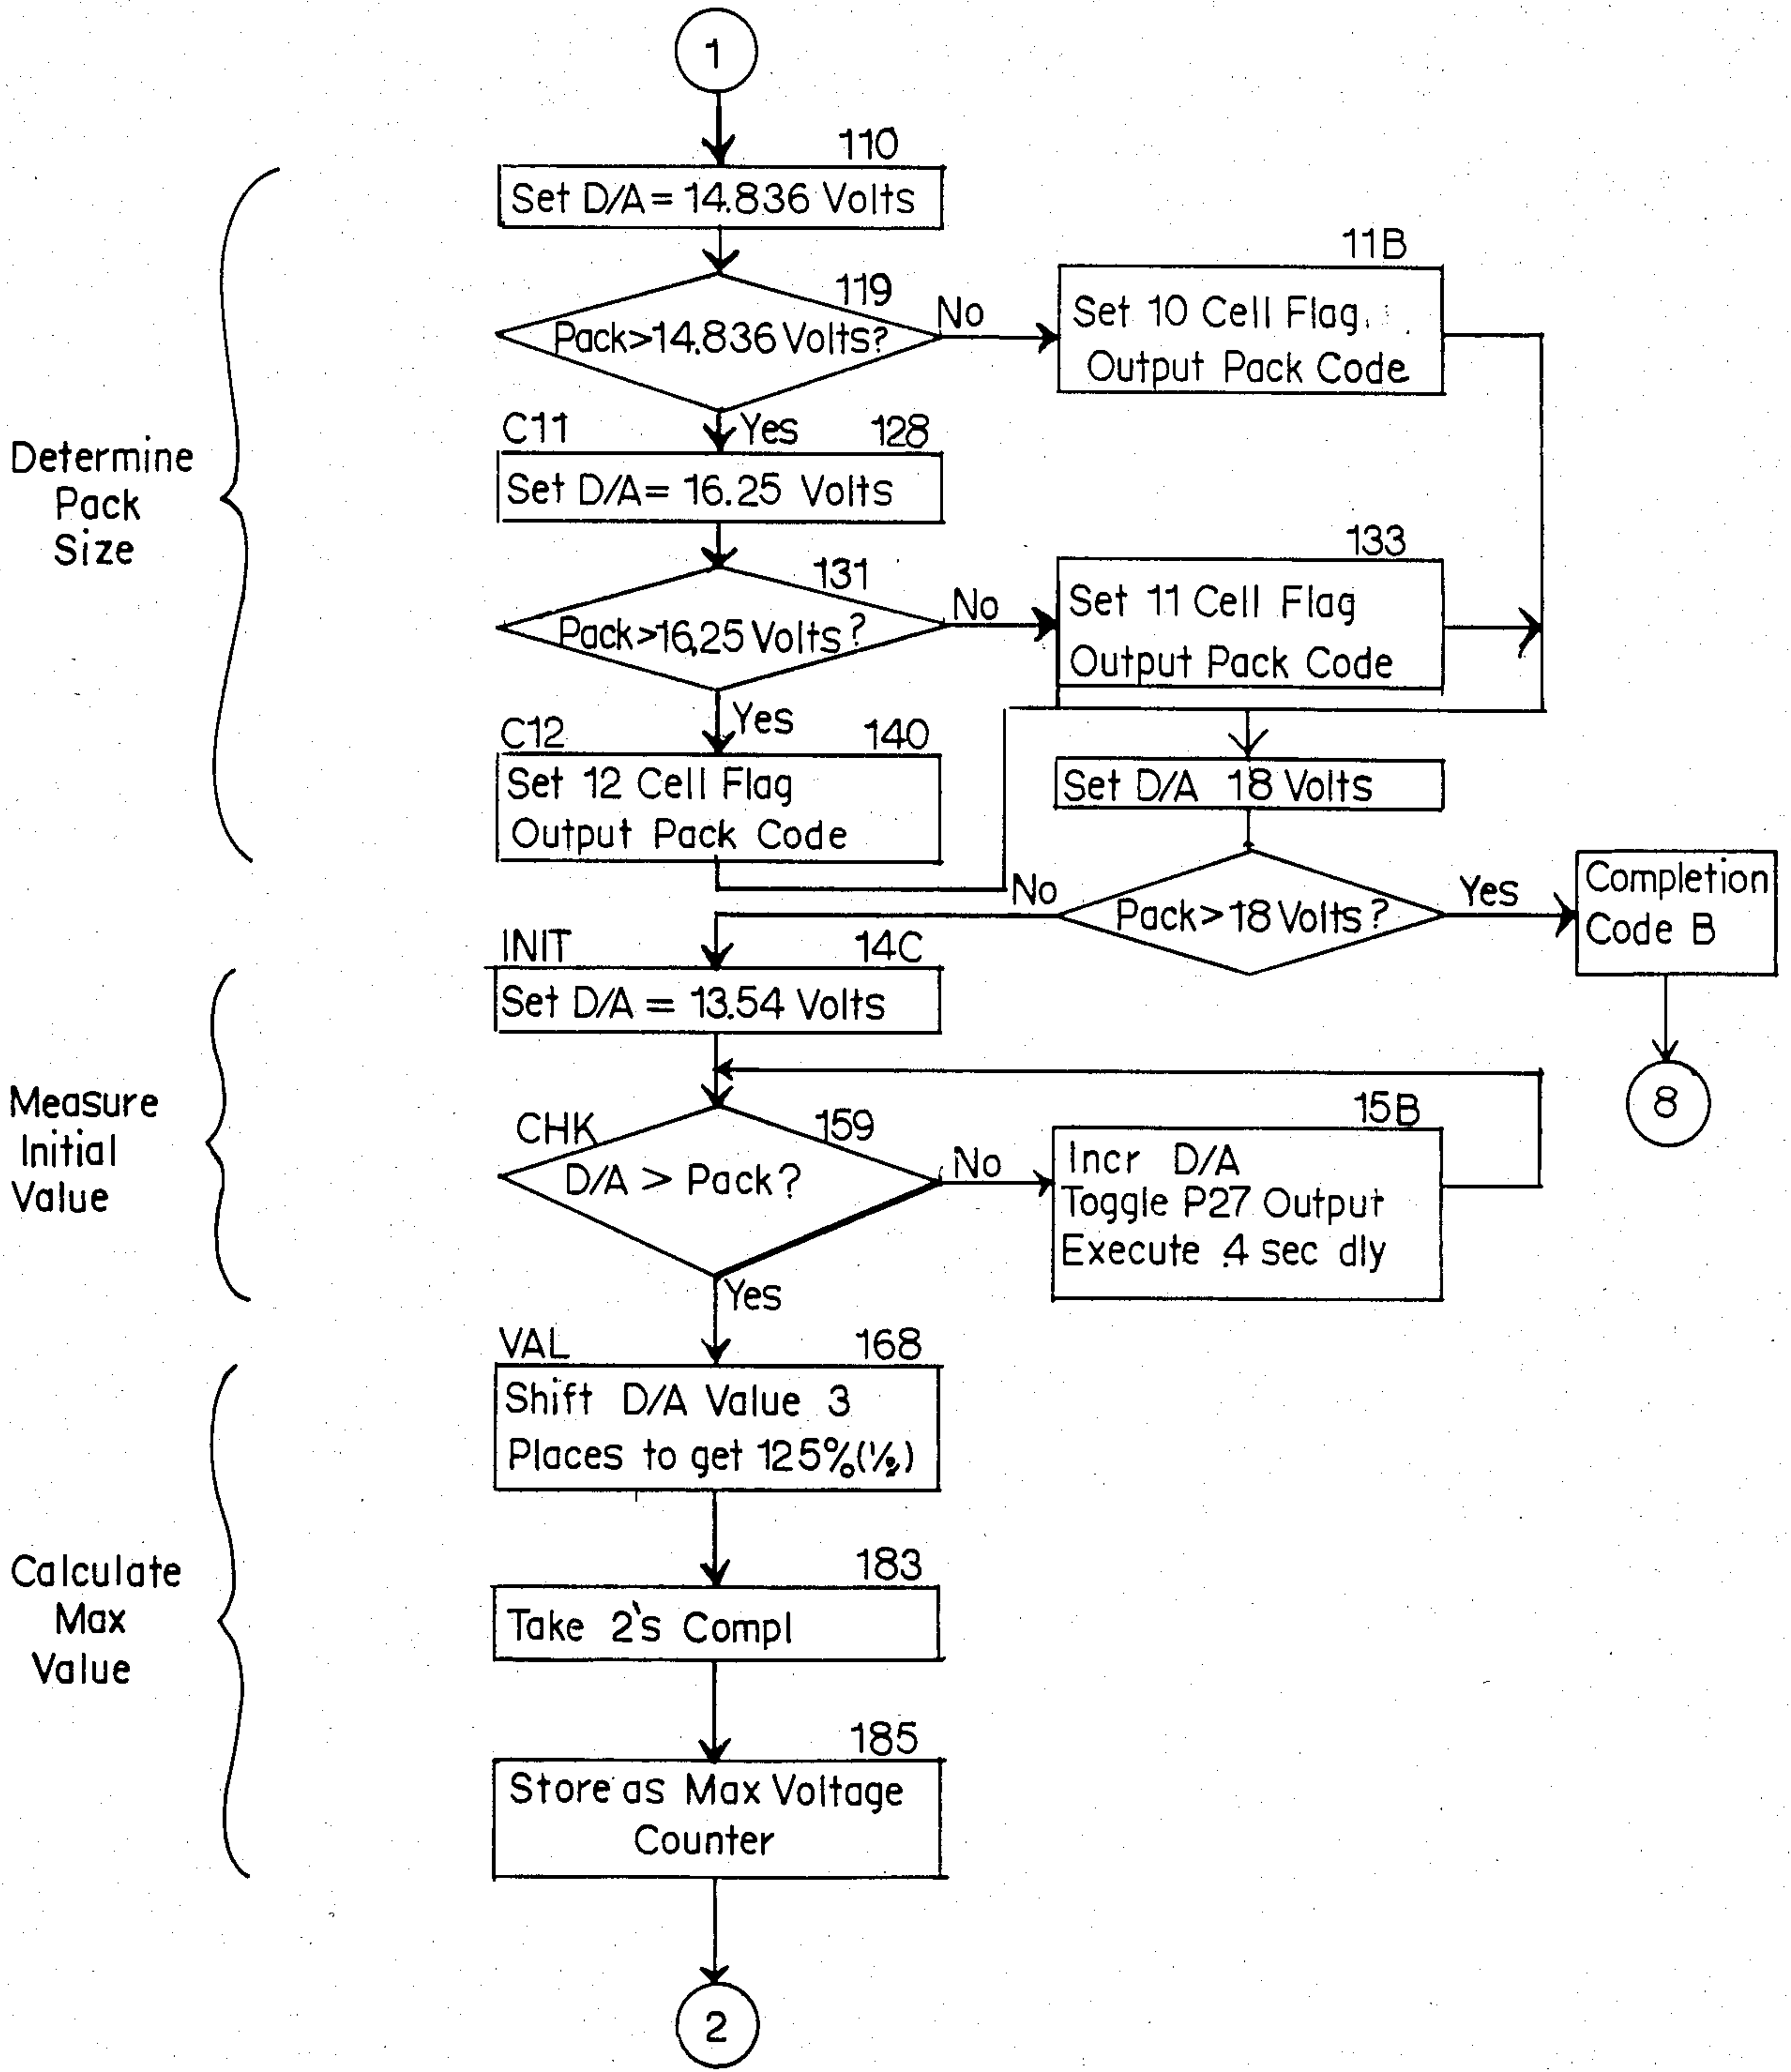 1
110
Set D/A = 14.836 Volts
119
Pack>14.836 Volts?
No
11B
Set 10 Cell Flag
Output Pack Code
Yes
C11
128
Set D/A = 16.25 Volts
131
Pack>16,25 Volts?
No
133
Set 11 Cell Flag
Output Pack Code
Determine
Pack
Size
Yes
C12
140
Set 12 Cell Flag
Output Pack Code
Set D/A 18 Volts
Pack>18 Volts?
No
Yes
Completion
Code B
8
INIT
14C
Set D/A = 13.54 Volts
Measure
Initial
Value
CHK
159
D/A > Pack?
No
15B
Incr D/A
Toggle P27 Output
Execute .4 sec dly
Yes
VAL
168
Shift D/A Value 3
Places to get 125%
Calculate
Max
Value
183
Take 2's Compl
185
Store as Max Voltage
Counter
2